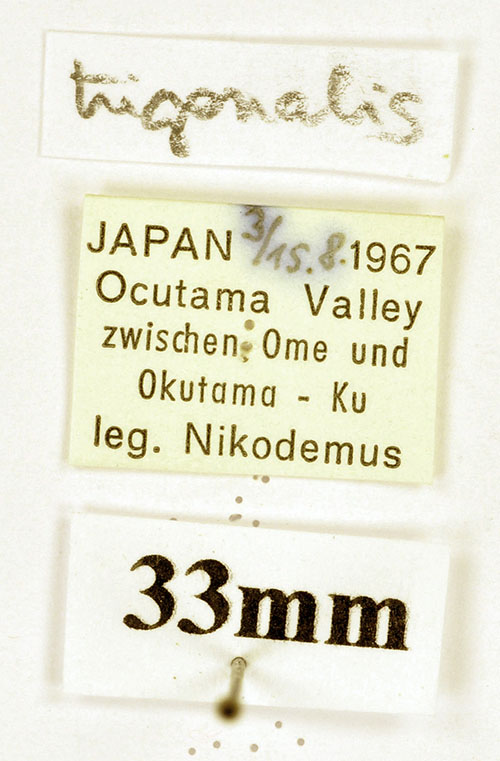 trigonalis
JAPAN 3/15.8.1967
Ocutama Valley
zwischen Ome und
Okutama - Ku
leg. Nikodemus
33mm